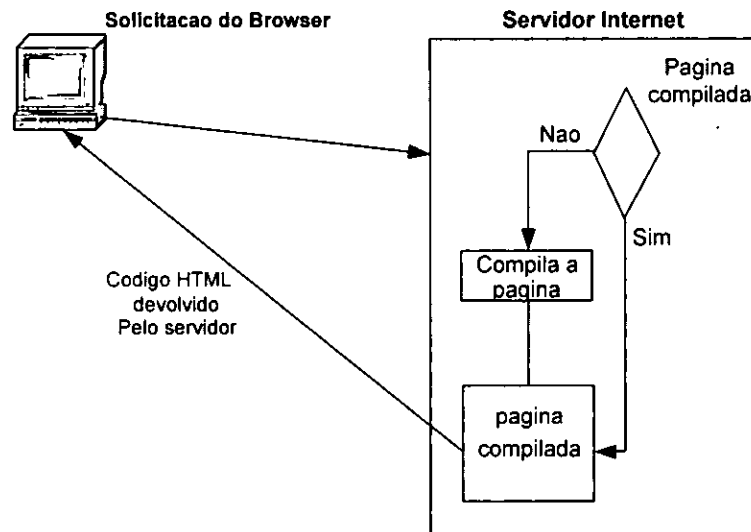 Solicitacao do Browser
Servidor Internet
Pagina
compilada
Nao
Sim
Compila a
pagina
Codigo HTML
devolvido
Pelo servidor
pagina
compilada